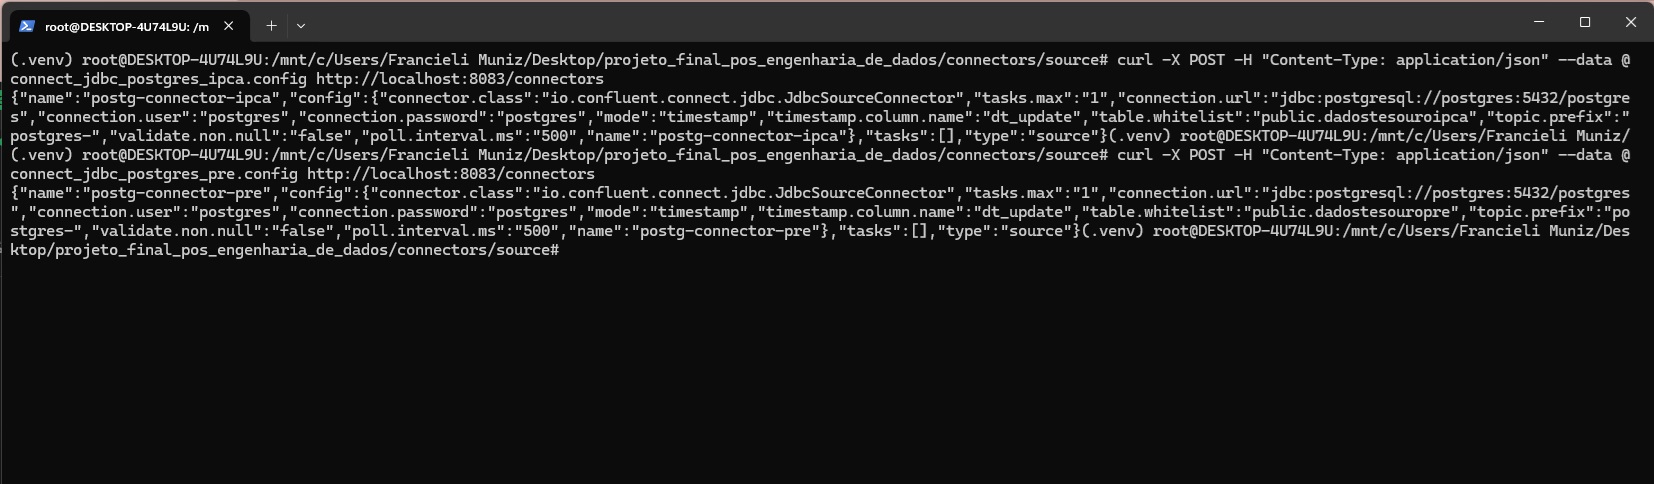 root@DESKTOP-4U74L9U: /m
(.venv) root@DESKTOP-4U74L9U:/mnt/c/Users/Francieli Muniz/Desktop/projeto_final_pos_engenharia_de_dados/connectors/source# curl -X POST -H "Content-Type: application/json" --data @
connect_jdbc_postgres_ipca.config http://localhost:8083/connectors
{"name":"postg-connector-ipca","config":{"connector.class":"io.confluent.connect.jdbc.JdbcSourceConnector","tasks.max":"1","connection.url":"jdbc:postgresql://postgres:5432/postgre
s","connection.user":"postgres","connection.password":"postgres","mode":"timestamp","timestamp.column.name":"dt_update","table.whitelist":"public.dadostesouroipca","topic.prefix":"
postgres-","validate.non.null":"false","poll.interval.ms":"500","name":"postg-connector-ipca"},"tasks":[],"type":"source"}(.venv) root@DESKTOP-4U74L9U:/mnt/c/Users/Francieli Muniz/
(.venv) root@DESKTOP-4U74L9U:/mnt/c/Users/Francieli Muniz/Desktop/projeto_final_pos_engenharia_de_dados/connectors/source# curl -X POST -H "Content-Type: application/json" --data @
connect_jdbc_postgres_pre.config http://localhost:8083/connectors
{"name":"postg-connector-pre","config":{"connector.class":"io.confluent.connect.jdbc.JdbcSourceConnector","tasks.max":"1","connection.url":"jdbc:postgresql://postgres:5432/postgres
","connection.user":"postgres","connection.password":"postgres","mode":"timestamp","timestamp.column.name":"dt_update","table.whitelist":"public.dadostesouropre","topic.prefix":"po
stgres-","validate.non.null":"false","poll.interval.ms":"500","name":"postg-connector-pre"},"tasks":[],"type":"source"}(.venv) root@DESKTOP-4U74L9U:/mnt/c/Users/Francieli Muniz/Des
ktop/projeto_final_pos_engenharia_de_dados/connectors/source#